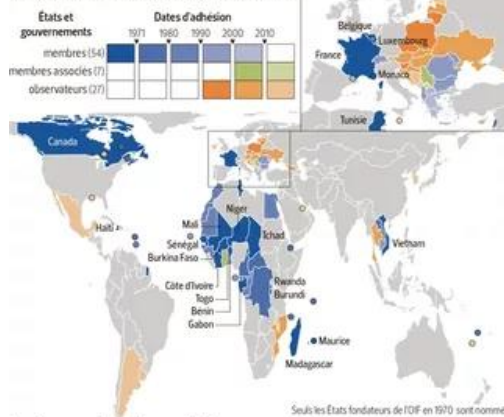 États et gouvernements
Dates d'adhésion
1971 1980 1990 2000 2010
membres (54)
membres associés (7)
observateurs (27)
Belgique
Luxembourg
France
Monaco
Tunisie
Canada
Haïti
Niger
Mali
Tchad
Sénégal
Burkina Faso
Vietnam
Côte d'Ivoire
Rwanda
Togo
Burundi
Bénin
Gabon
Maurice
Madagascar
Seuls les États fondateurs de l'OIF en 1970 sont nommé